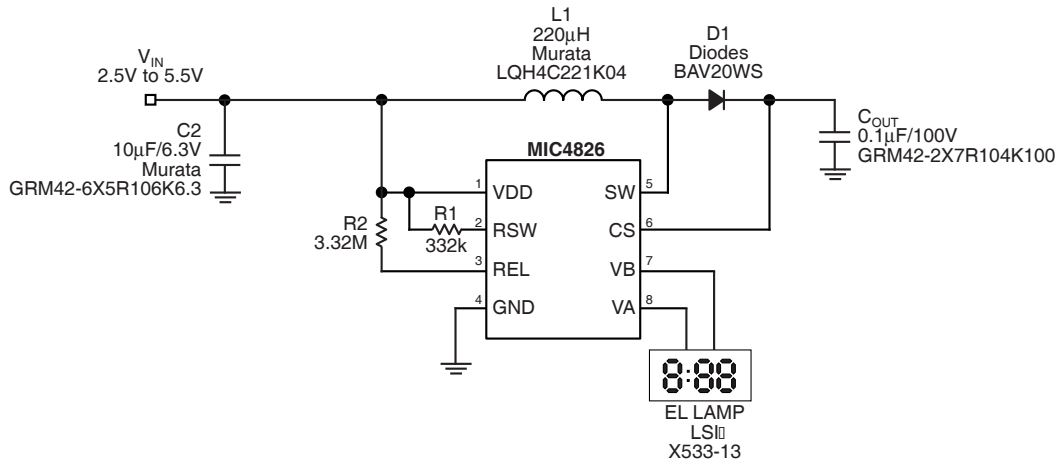 L1
220μH
Murata
LQH4C221K04
D1
Diodes
BAV20WS
VIN
2.5V to 5.5V
C2
10μF/6.3V
Murata
GRM42-6X5R106K6.3
COUT
0.1μF/100V
GRM42-2X7R104K100
MIC4826
1 VDD
SW 5
R2
3.32M
R1
332k
2 RSW
CS 6
3 REL
VB 7
4 GND
VA 8
8:88
EL LAMP
LSI▯
X533-13